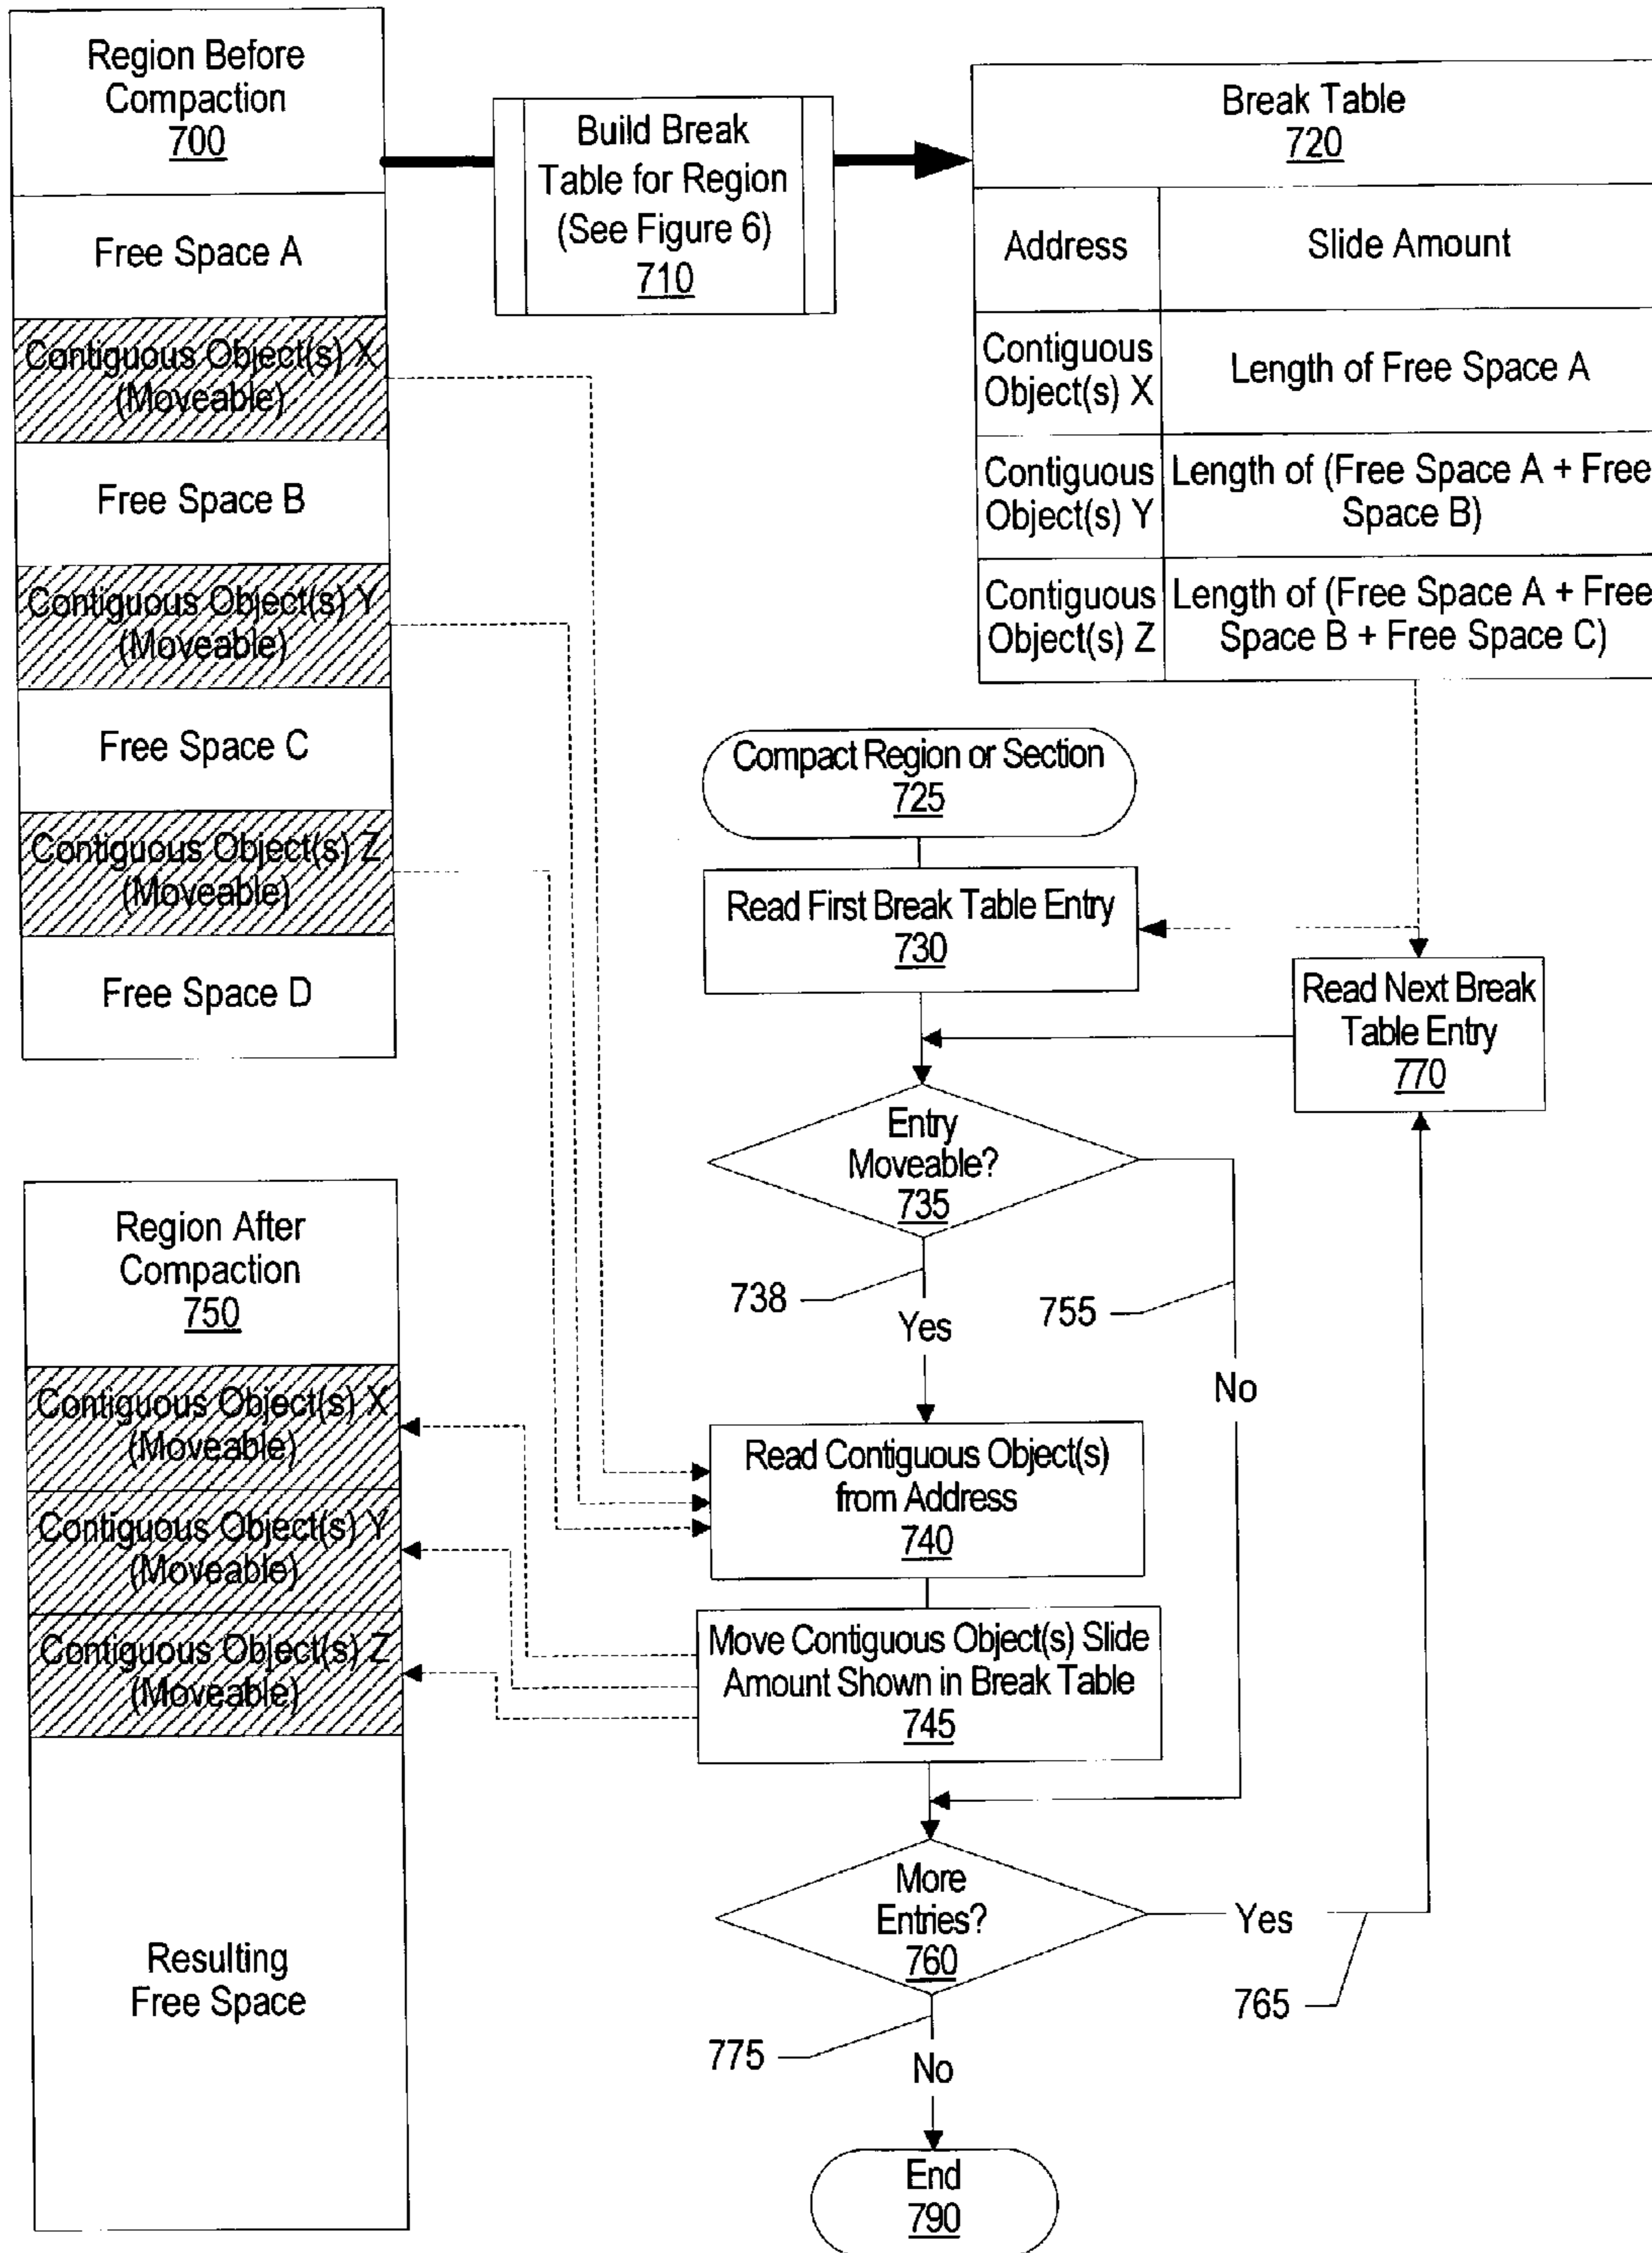 Region Before
Compaction
700
Free Space A
Contiguous Object(s) X
(Moveable)
Free Space B
Contiguous Object(s) Y
(Moveable)
Free Space C
Contiguous Object(s) Z
(Moveable)
Free Space D
Build Break
Table for Region
(See Figure 6)
710
Break Table
720
Address
Slide Amount
Contiguous
Object(s) X
Length of Free Space A
Contiguous
Object(s) Y
Length of (Free Space A + Free
Space B)
Contiguous
Object(s) Z
Length of (Free Space A + Free
Space B + Free Space C)
Compact Region or Section
725
Read First Break Table Entry
730
Read Next Break
Table Entry
770
Entry
Moveable?
735
738
Yes
755
No
Read Contiguous Object(s)
from Address
740
Move Contiguous Object(s) Slide
Amount Shown in Break Table
745
More
Entries?
760
Yes
765
775
No
End
790
Region After
Compaction
750
Contiguous Object(s) X
(Moveable)
Contiguous Object(s) Y
(Moveable)
Contiguous Object(s) Z
(Moveable)
Resulting
Free Space